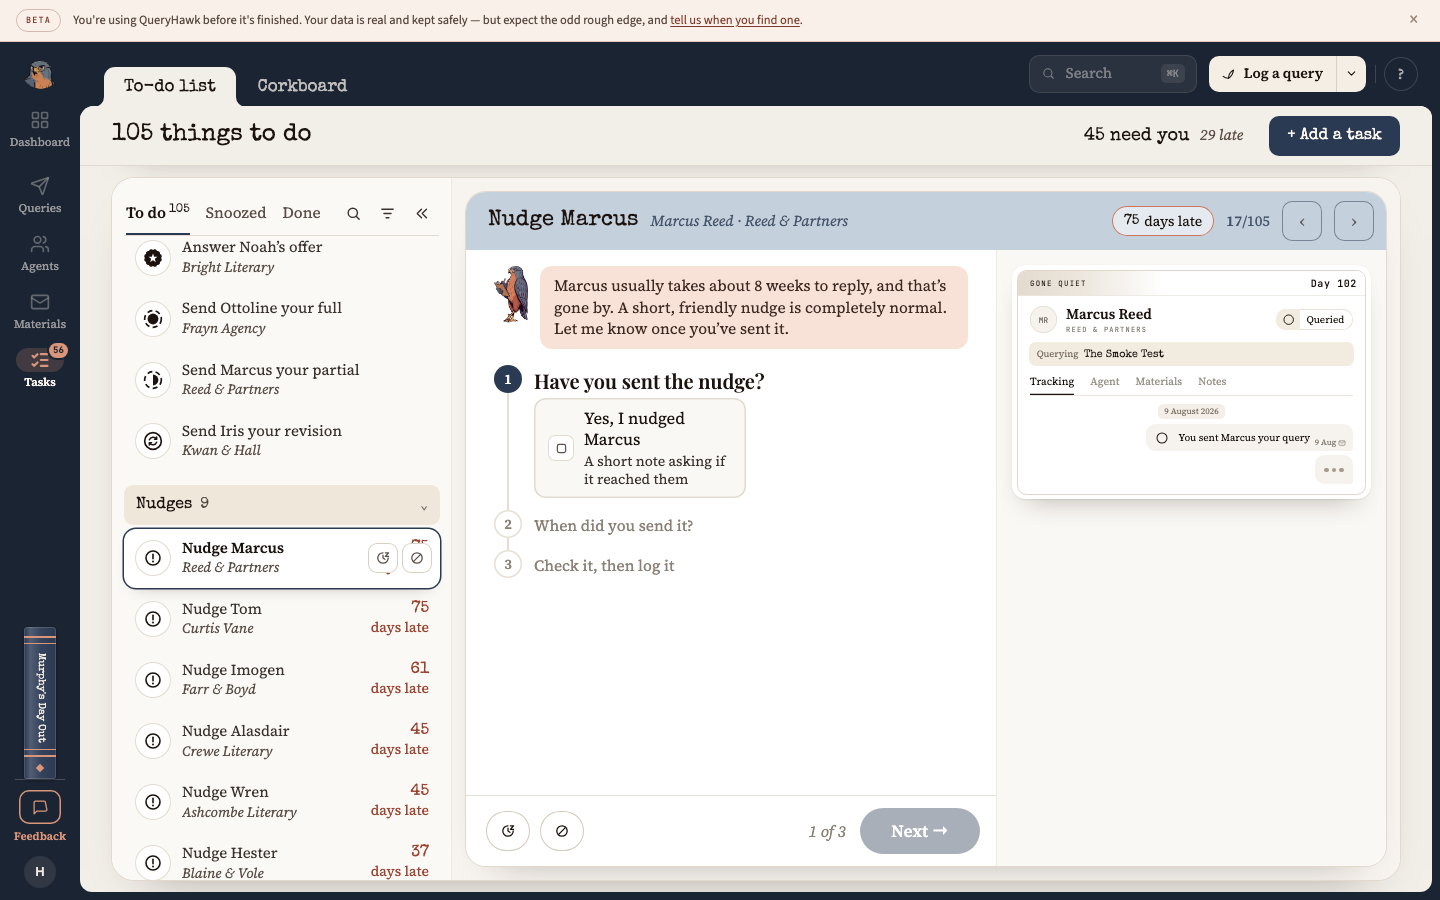 BETA
You're using QueryHawk before it's finished. Your data is real and kept safely — but expect the odd rough edge, and tell us when you find one.
×
To-do list
Corkboard
Search
⌘K
Log a query
?
Dashboard
Queries
Agents
Materials
56
Tasks
Murphy's Day Out
Feedback
H
105 things to do
45 need you
29 late
+ Add a task
To do 105
Snoozed
Done
Answer Noah's offer
Bright Literary
Send Ottoline your full
Frayn Agency
Send Marcus your partial
Reed & Partners
Send Iris your revision
Kwan & Hall
Nudges 9
Nudge Marcus
Reed & Partners
Nudge Tom
Curtis Vane
75
days late
Nudge Imogen
Farr & Boyd
61
days late
Nudge Alasdair
Crewe Literary
45
days late
Nudge Wren
Ashcombe Literary
45
days late
Nudge Hester
Blaine & Vole
37
days late
Nudge Marcus
Marcus Reed · Reed & Partners
75 days late
17/105
Marcus usually takes about 8 weeks to reply, and that's
gone by. A short, friendly nudge is completely normal.
Let me know once you've sent it.
1
Have you sent the nudge?
Yes, I nudged
Marcus
A short note asking if
it reached them
2
When did you send it?
3
Check it, then log it
1 of 3
Next →
GONE QUIET
Day 102
MR
Marcus Reed
REED & PARTNERS
Queried
Querying The Smoke Test
Tracking
Agent
Materials
Notes
9 August 2026
You sent Marcus your query
9 Aug